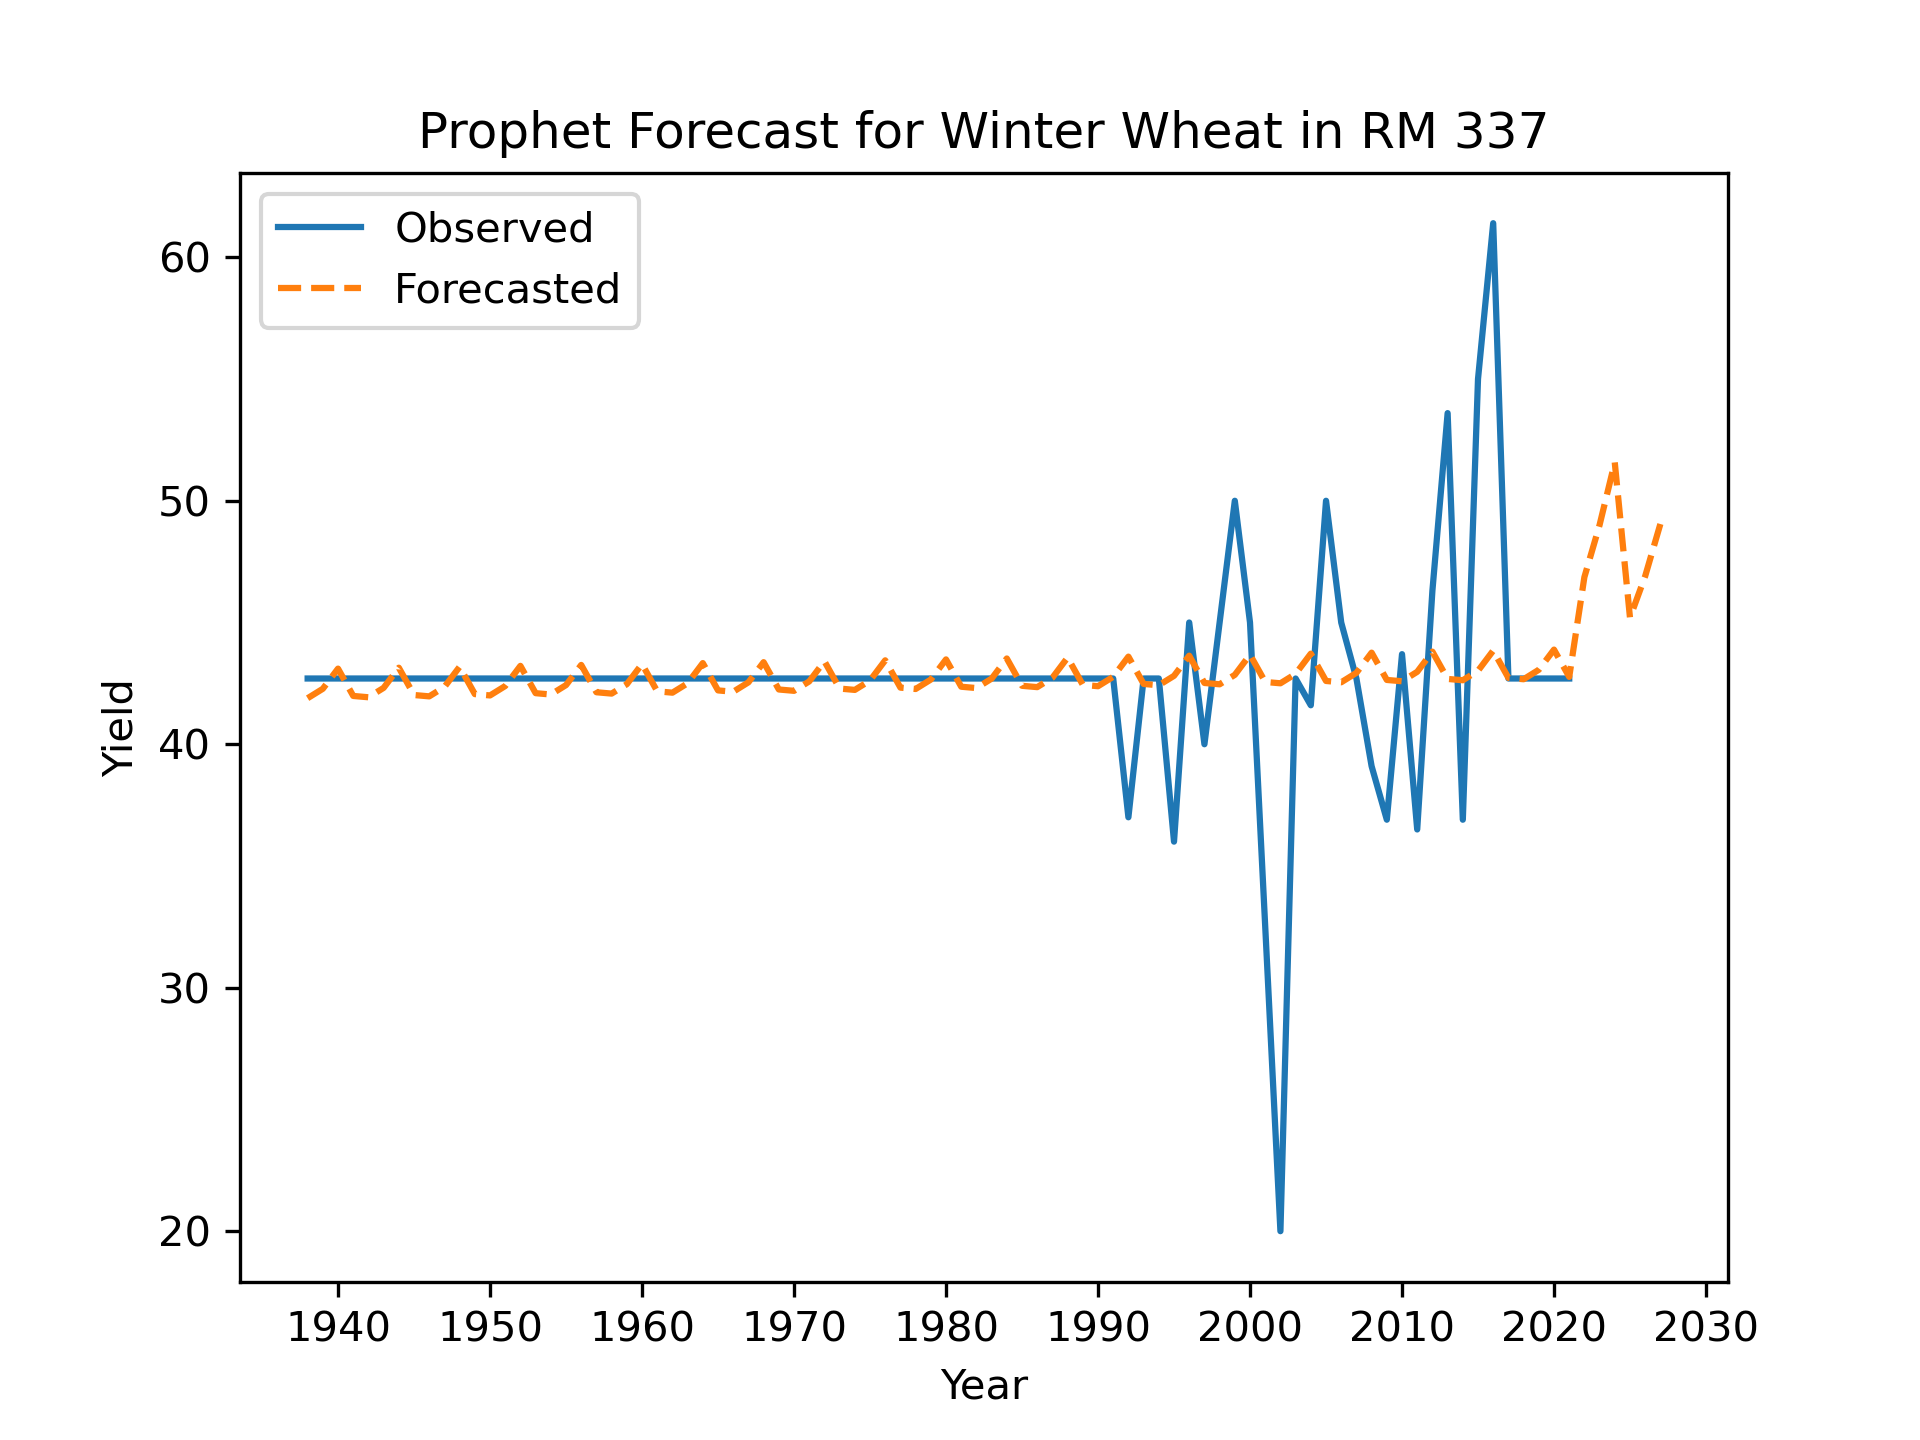 Prophet Forecast for Winter Wheat in RM 337
Observed
Forecasted
60
50
40
30
20
Yield
1940 1950 1960 1970 1980 1990 2000 2010 2020 2030
Year